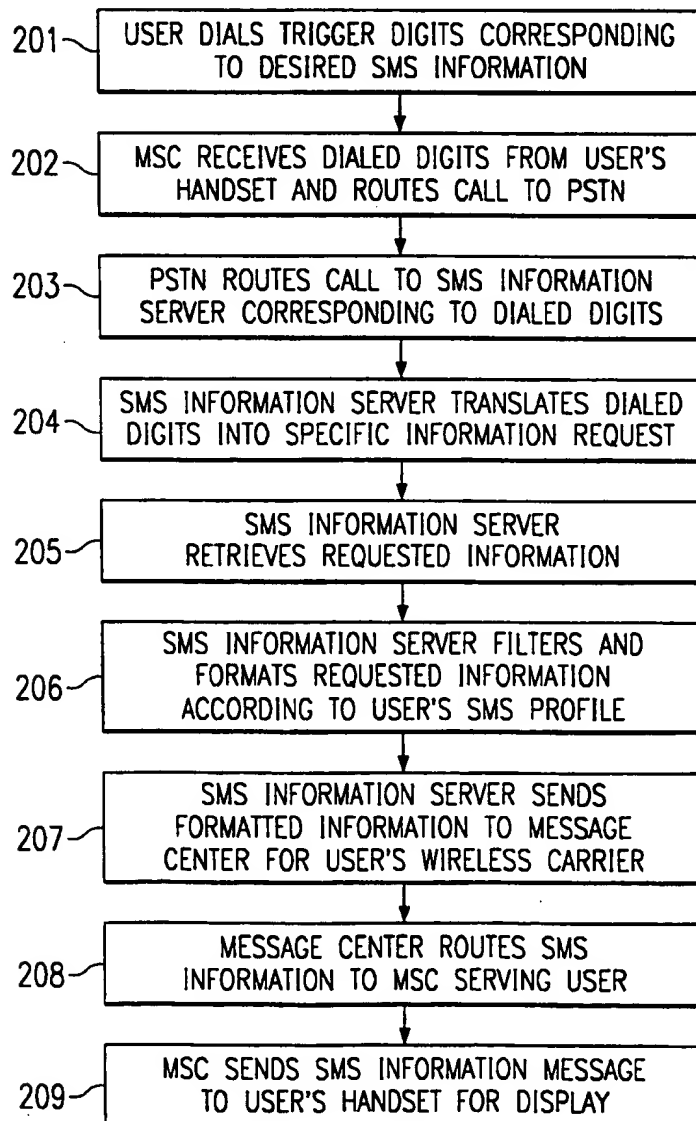 201
USER DIALS TRIGGER DIGITS CORRESPONDING
TO DESIRED SMS INFORMATION
202
MSC RECEIVES DIALED DIGITS FROM USER'S
HANDSET AND ROUTES CALL TO PSTN
203
PSTN ROUTES CALL TO SMS INFORMATION
SERVER CORRESPONDING TO DIALED DIGITS
204
SMS INFORMATION SERVER TRANSLATES DIALED
DIGITS INTO SPECIFIC INFORMATION REQUEST
205
SMS INFORMATION SERVER
RETRIEVES REQUESTED INFORMATION
206
SMS INFORMATION SERVER FILTERS AND
FORMATS REQUESTED INFORMATION
ACCORDING TO USER'S SMS PROFILE
207
SMS INFORMATION SERVER SENDS
FORMATTED INFORMATION TO MESSAGE
CENTER FOR USER'S WIRELESS CARRIER
208
MESSAGE CENTER ROUTES SMS
INFORMATION TO MSC SERVING USER
209
MSC SENDS SMS INFORMATION MESSAGE
TO USER'S HANDSET FOR DISPLAY